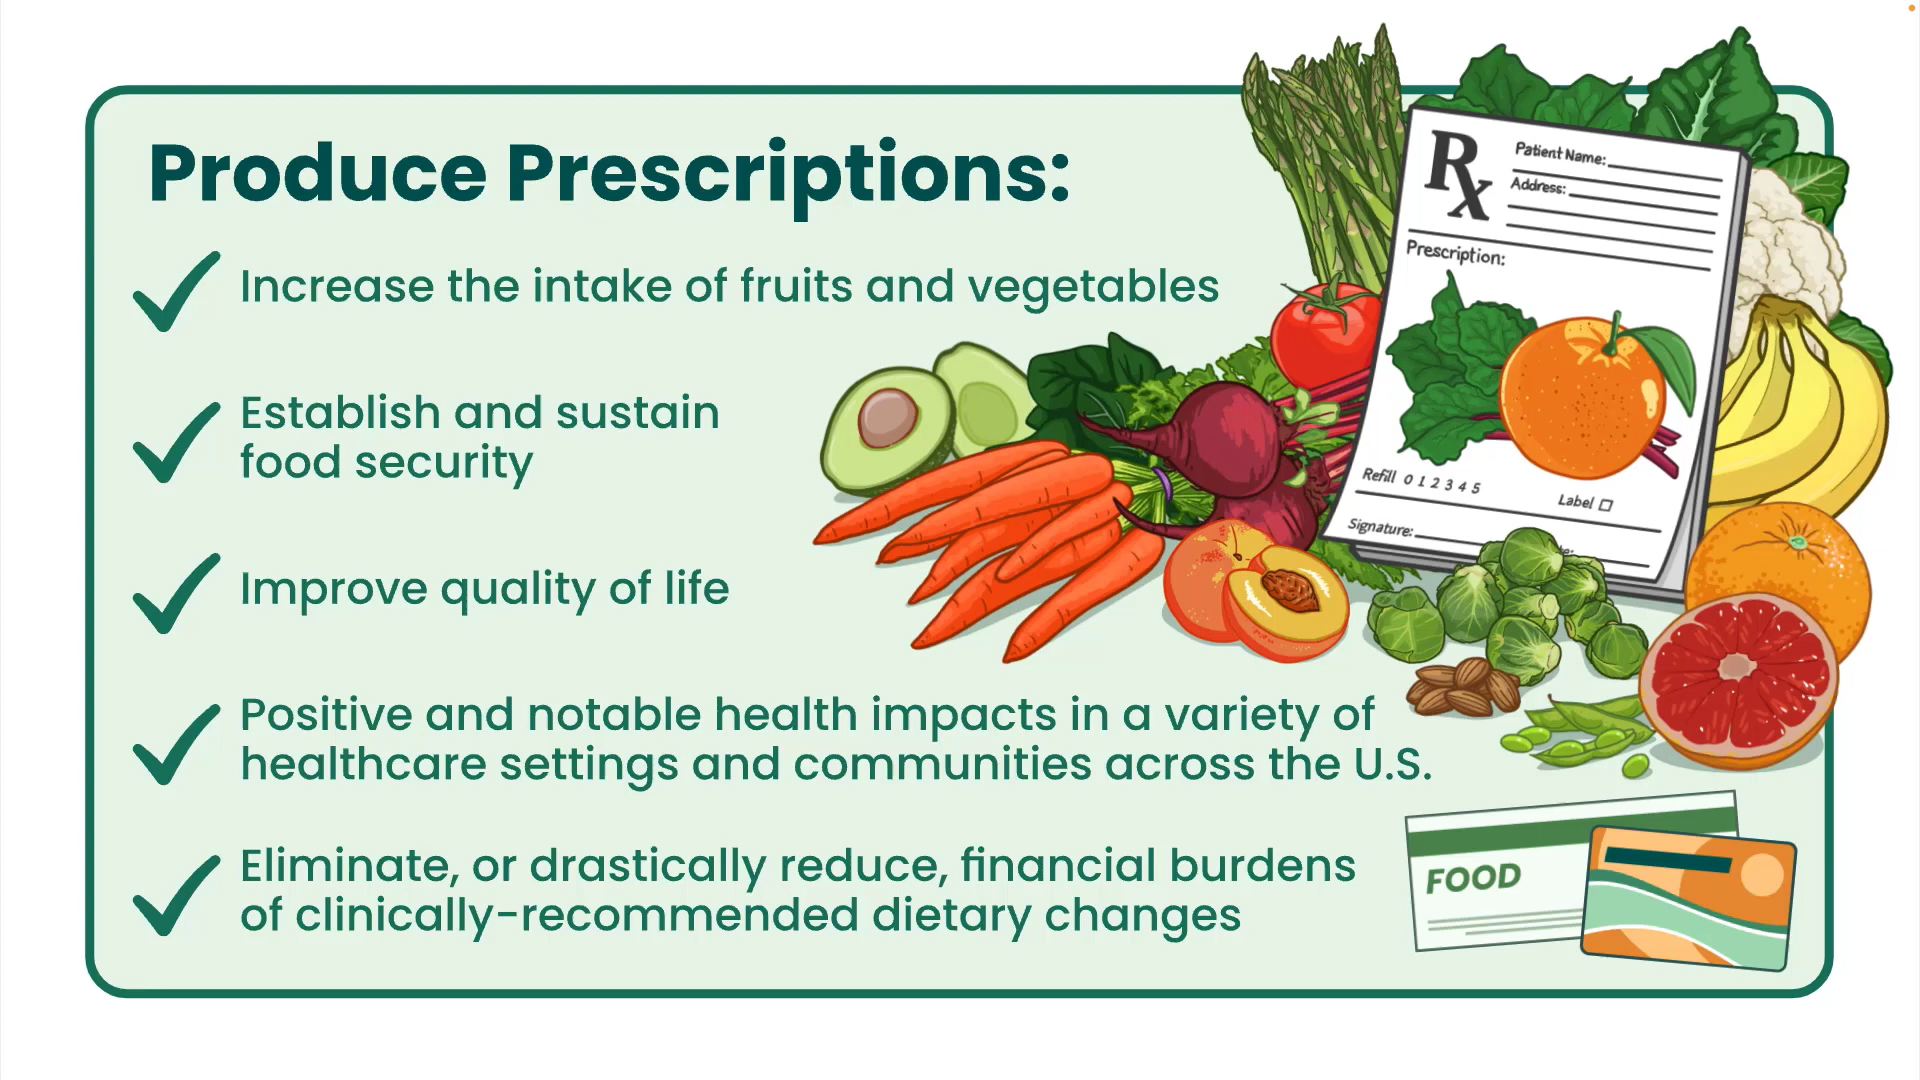 Produce Prescriptions:
Increase the intake of fruits and vegetables
Establish and sustain
food security
Improve quality of life
Positive and notable health impacts in a variety of
healthcare settings and communities across the U.S.
Eliminate, or drastically reduce, financial burdens
of clinically-recommended dietary changes
Rx
Patient Name:
Address:
Prescription:
Refill 0 1 2 3 4 5
Label
Signature:
FOOD